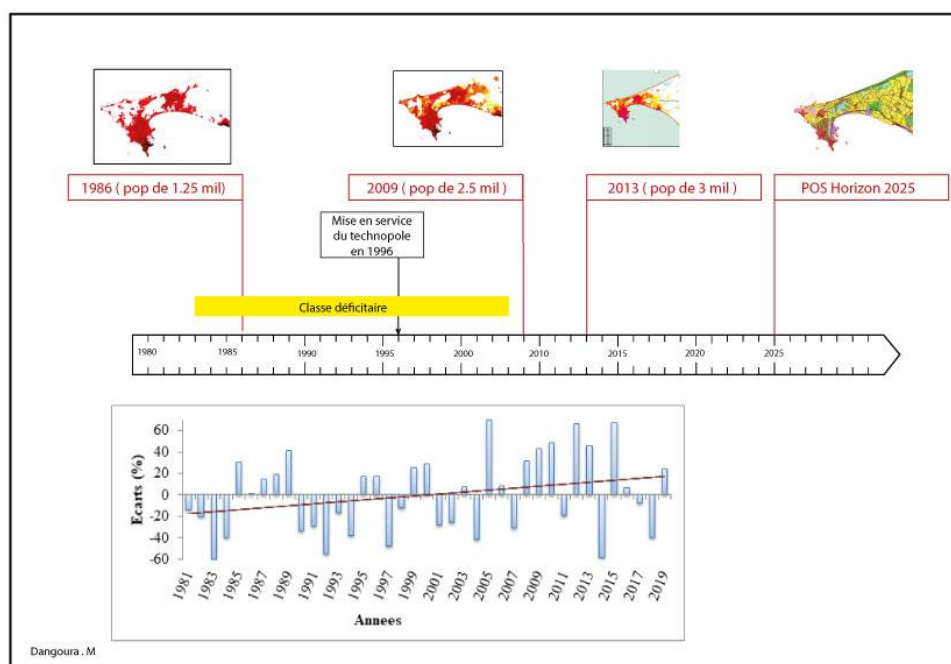 1986 ( pop de 1.25 mil)
2009 ( pop de 2.5 mil )
2013 ( pop de 3 mil )
POS Horizon 2025
Mise en service
du technopole
en 1996
Classe déficitaire
1980 1985 1990 1995 2000 2005 2010 2015 2020 2025
Ecarts (%)
60
40
20
0
-20
-40
-60
1981 1983 1985 1987 1989 1991 1993 1995 1997 1999 2001 2003 2005 2007 2009 2011 2013 2015 2017 2019
Annees
Dangoura . M